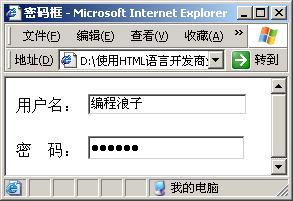 密码框 - Microsoft Internet Explorer
文件(F) 编辑(E) 查看(V) 收藏(A) »
地址(D) D:\使用HTML语言开发商 转到
用户名： 编程浪子
密 码： ●●●●●●
我的电脑